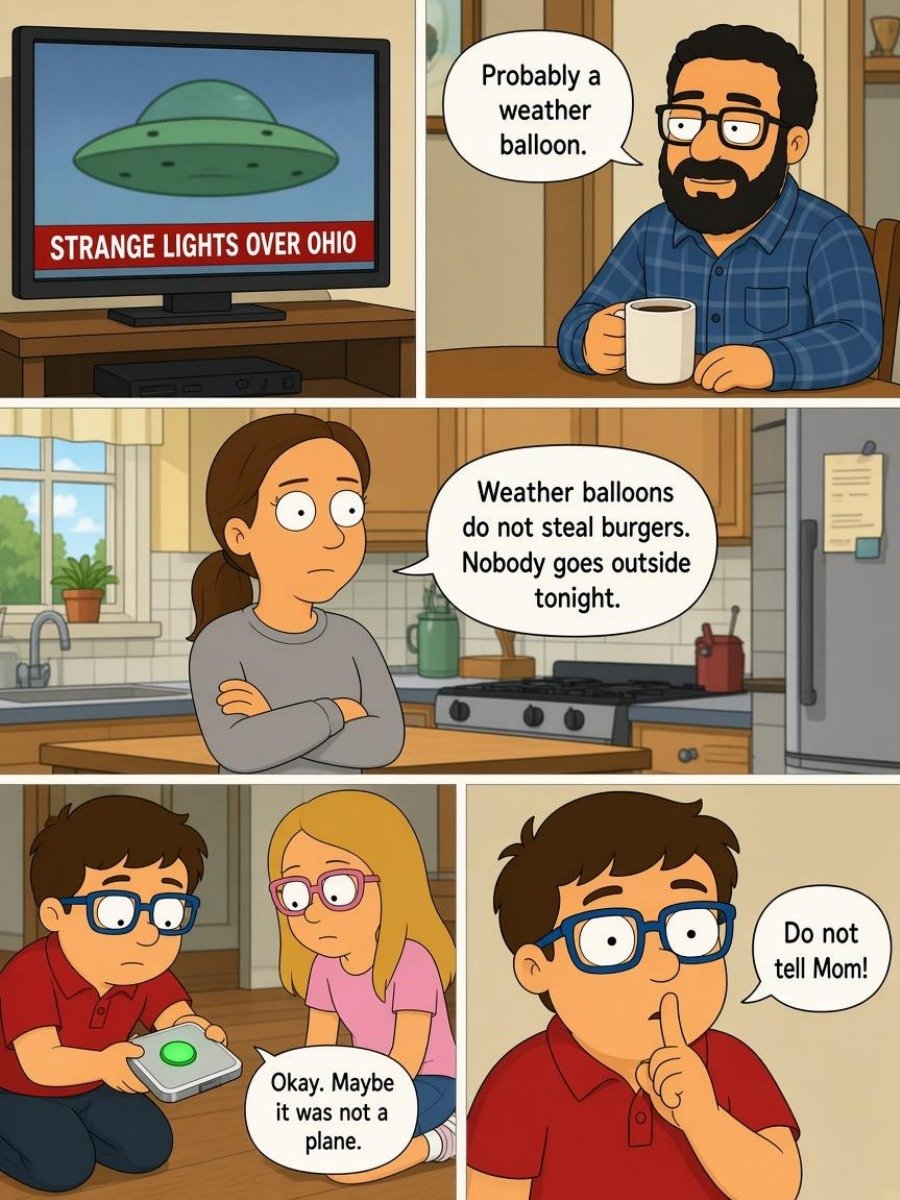 STRANGE LIGHTS OVER OHIO
Probably a
weather
balloon.
Weather balloons
do not steal burgers.
Nobody goes outside
tonight.
Okay. Maybe
it was not a
plane.
Do not
tell Mom!